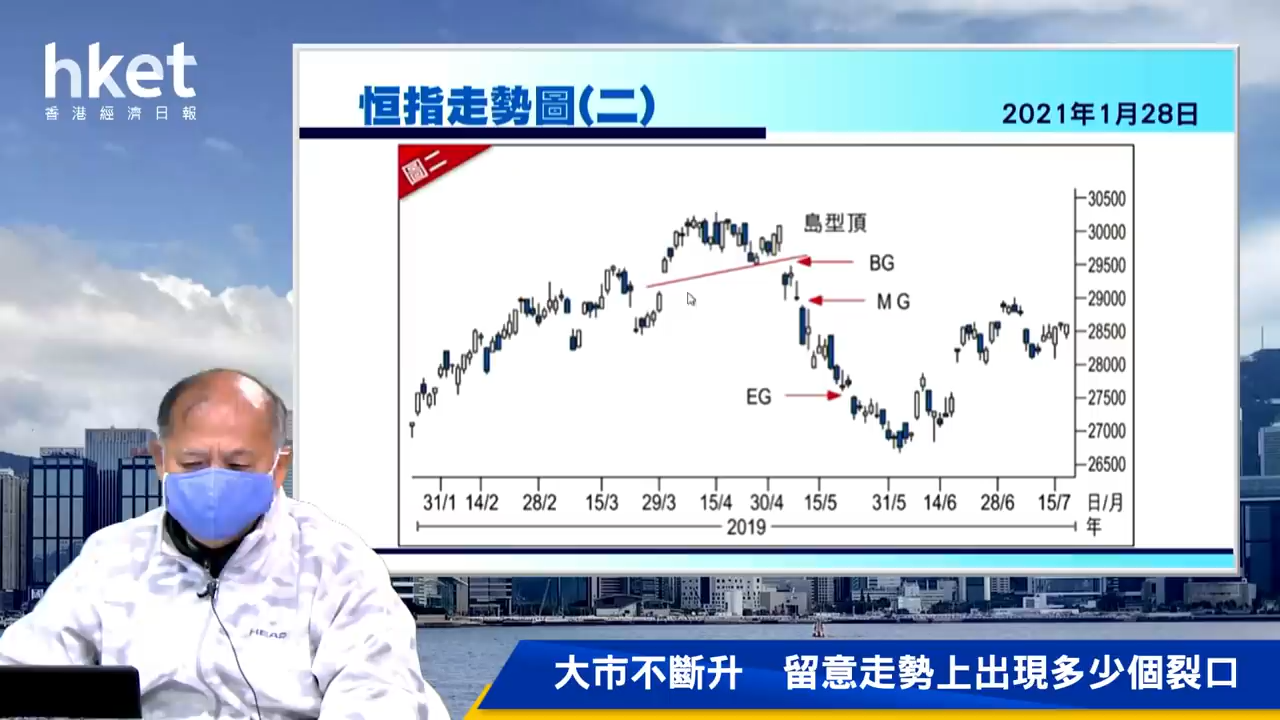 hket
香港經濟日報
恒指走勢圖(二)
2021年1月28日
圖二
島型頂
BG
MG
EG
30500
30000
29500
29000
28500
28000
27500
27000
26500
31/1 14/2 28/2 15/3 29/3 15/4 30/4 15/5 31/5 14/6 28/6 15/7 日/月
2019 年
HEAD
大市不斷升 留意走勢上出現多少個裂口